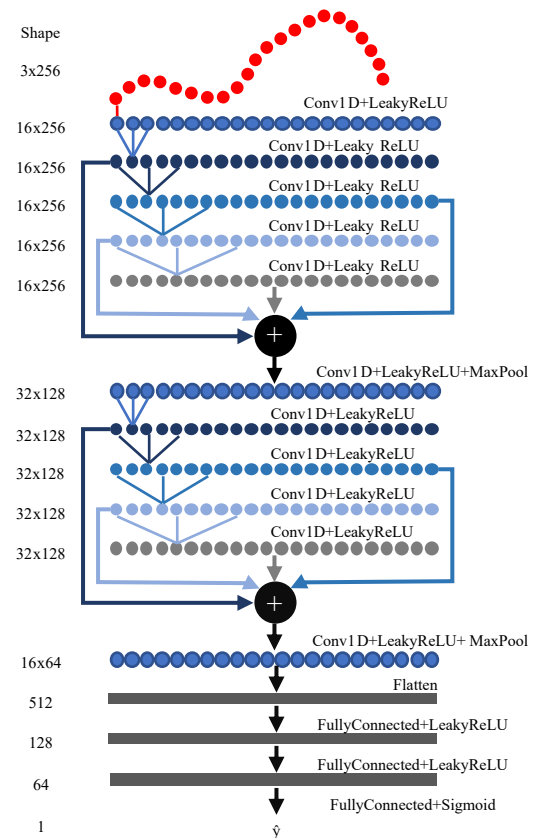 Shape
3x256
Conv1D+LeakyReLU
16x256
Conv1D+Leaky ReLU
16x256
Conv1D+Leaky ReLU
16x256
Conv1D+Leaky ReLU
16x256
Conv1D+Leaky ReLU
16x256
+
Conv1D+LeakyReLU+MaxPool
32x128
Conv1D+LeakyReLU
32x128
Conv1D+LeakyReLU
32x128
Conv1D+LeakyReLU
32x128
Conv1D+LeakyReLU
32x128
+
Conv1D+LeakyReLU+ MaxPool
16x64
Flatten
512
FullyConnected+LeakyReLU
128
FullyConnected+LeakyReLU
64
FullyConnected+Sigmoid
1 ŷ